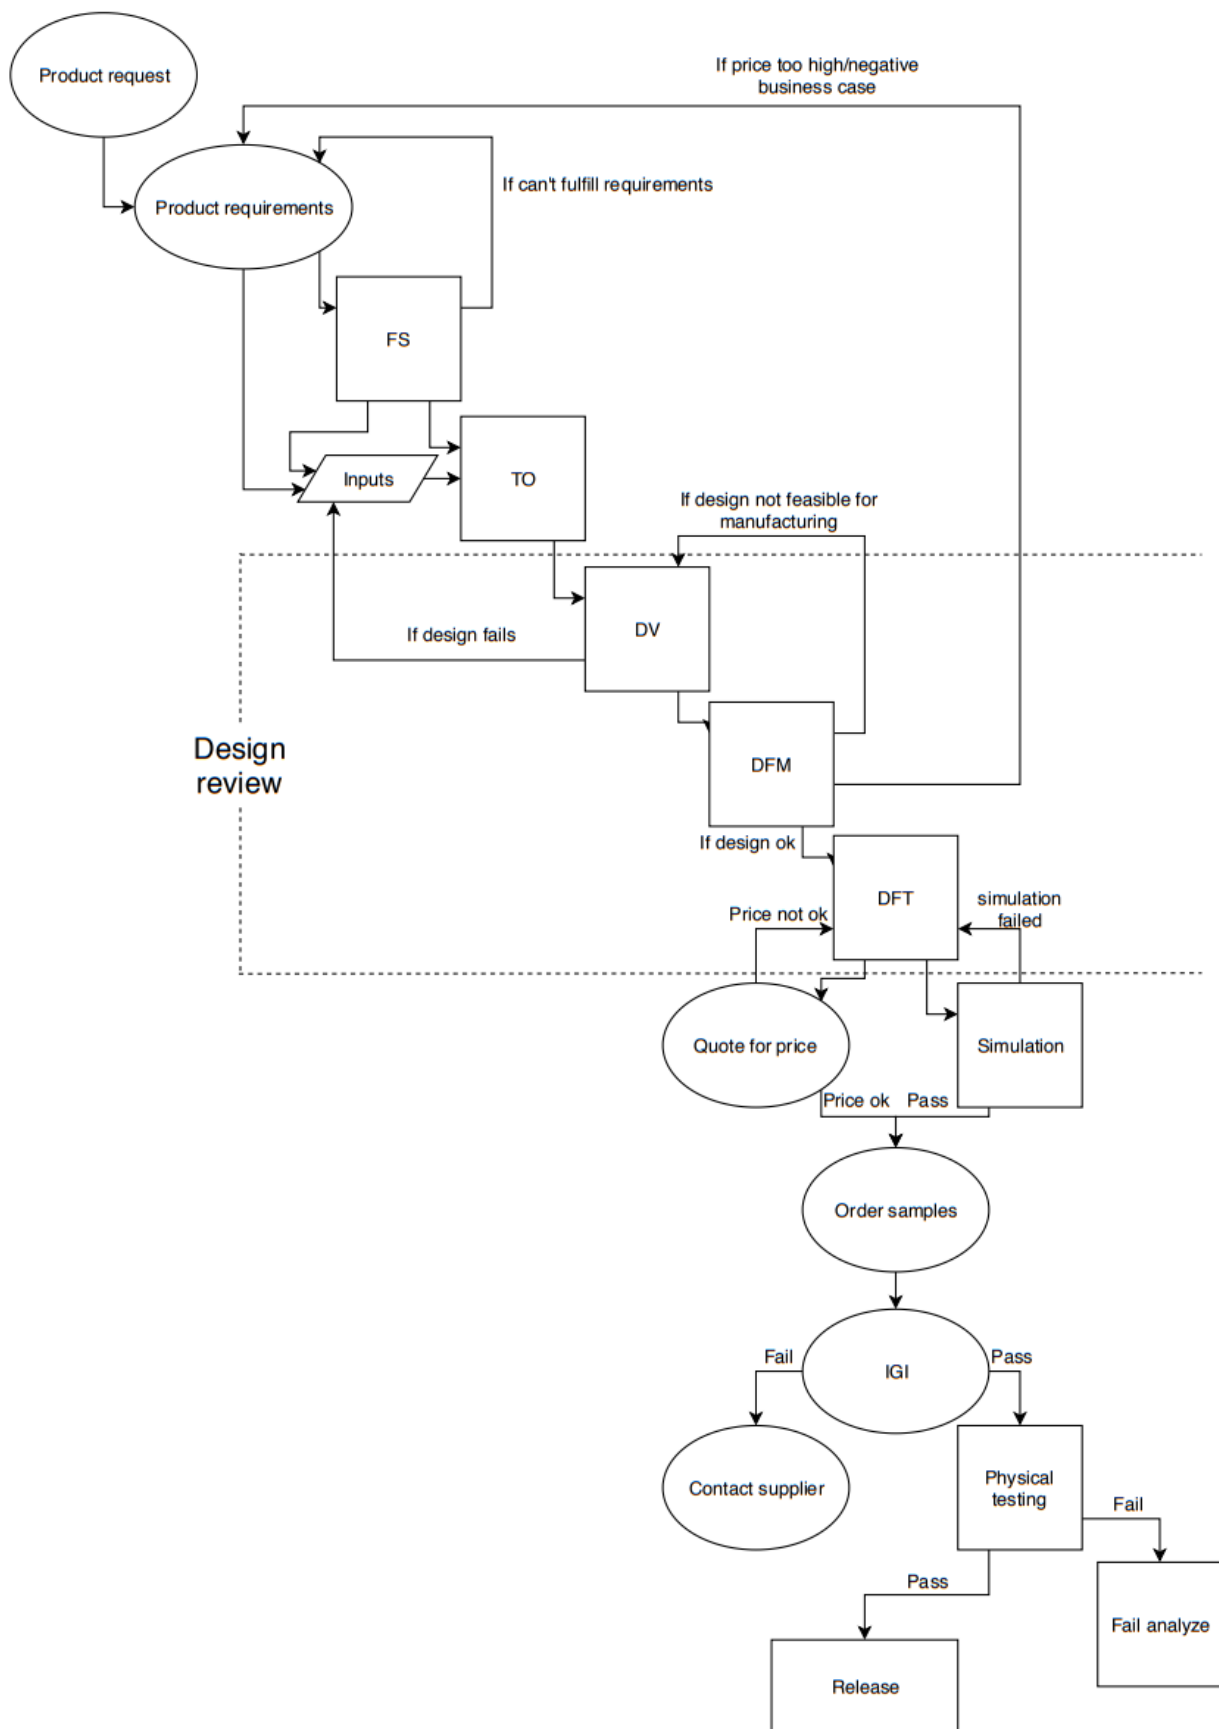 Product request
If price too high/negative
business case
If can't fulfill requirements
Product requirements
FS
Inputs
TO
If design not feasible for
manufacturing
If design fails
DV
Design
review
DFM
If design ok
DFT
simulation
failed
Price not ok
Quote for price
Simulation
Price ok
Pass
Order samples
Fail
IGI
Pass
Contact supplier
Physical
testing
Fail
Pass
Fail analyze
Release